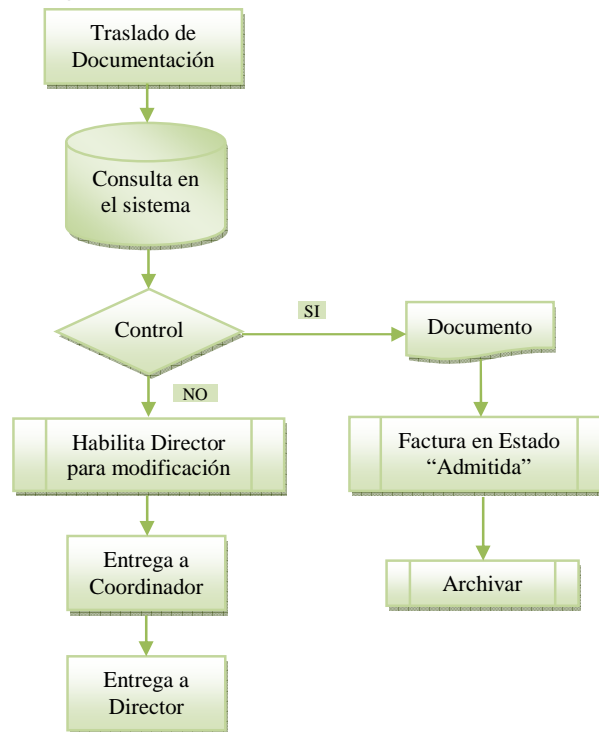 Traslado de
Documentación
Consulta en
el sistema
Control
SI
Documento
NO
Habilita Director
para modificación
Factura en Estado
“Admitida”
Entrega a
Coordinador
Archivar
Entrega a
Director